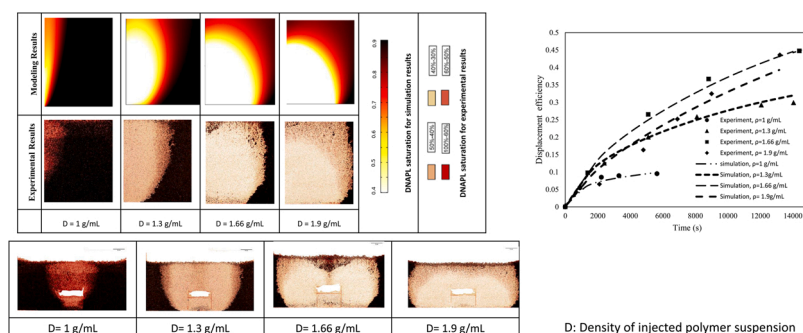 Modeling Results
Experimental Results
D = 1 g/mL
D = 1.3 g/mL
D = 1.66 g/mL
D = 1.9 g/mL
0.9
0.8
0.7
0.6
0.5
0.4
DNAPL saturation for simulation results
40%-30%
60%-50%
50%-40%
100%-60%
DNAPL saturation for experimental results
D= 1 g/mL
D= 1.3 g/mL
D= 1.66 g/mL
D= 1.9 g/mL
Displacement efficiency
0.5
0.45
0.4
0.35
0.3
0.25
0.2
0.15
0.1
0.05
0
0
2000
4000
6000
8000
10000
12000
14000
Time (s)
Experiment, ρ=1 g/mL
Experiment, ρ=1.3 g/mL
Experiment, ρ=1.66 g/mL
Experiment, ρ= 1.9 g/mL
simulation, ρ= 1 g/mL
Simulation, ρ= 1.3g/mL
Simulation, ρ=1.66 g/mL
Simulation, ρ= 1.9g/mL
D: Density of injected polymer suspension